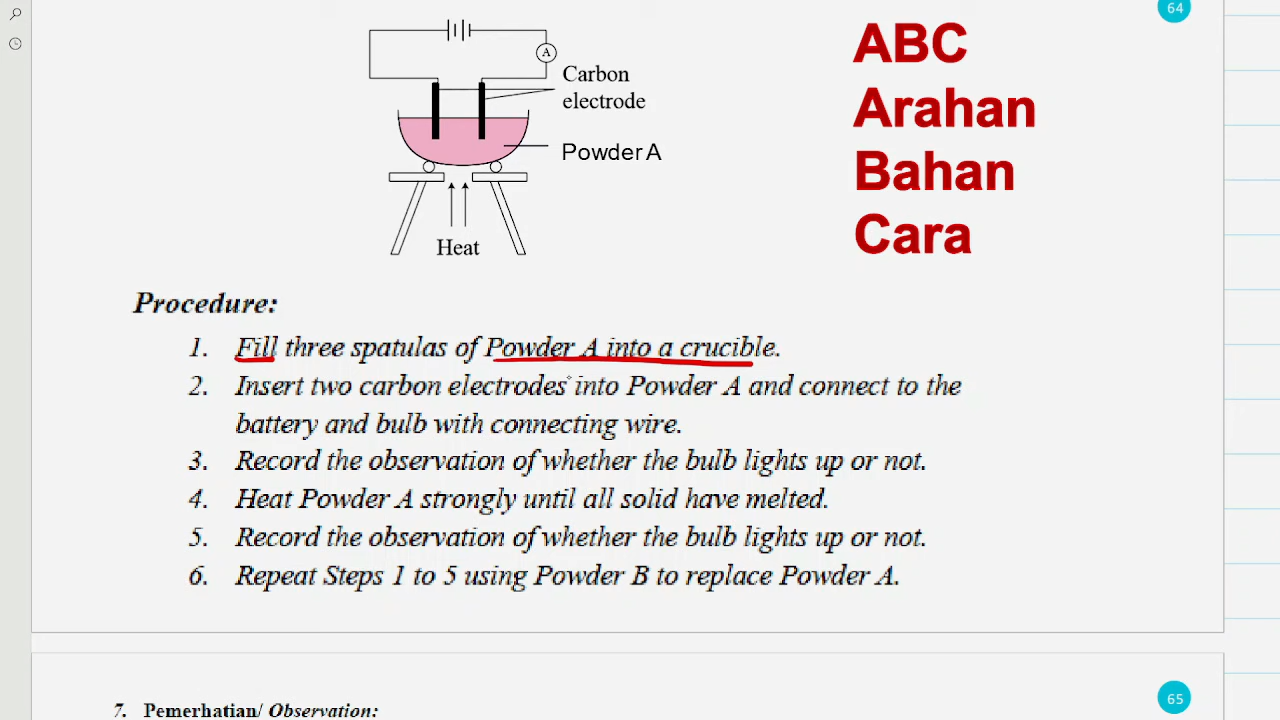 64
ABC
Arahan
Bahan
Cara
A
Carbon
electrode
Powder A
Heat
Procedure:
1. Fill three spatulas of Powder A into a crucible.
2. Insert two carbon electrodes into Powder A and connect to the
battery and bulb with connecting wire.
3. Record the observation of whether the bulb lights up or not.
4. Heat Powder A strongly until all solid have melted.
5. Record the observation of whether the bulb lights up or not.
6. Repeat Steps 1 to 5 using Powder B to replace Powder A.
65
7. Pemerhatian/ Observation: